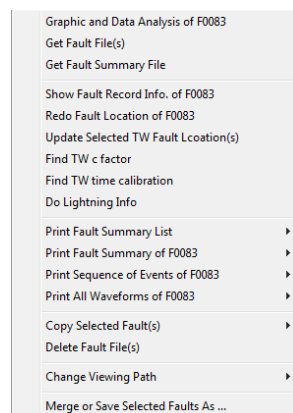 Graphic and Data Analysis of F0083
Get Fault File(s)
Get Fault Summary File
Show Fault Record Info. of F0083
Redo Fault Location of F0083
Update Selected TW Fault Lcoation(s)
Find TW c factor
Find TW time calibration
Do Lightning Info
Print Fault Summary List
Print Fault Summary of F0083
Print Sequence of Events of F0083
Print All Waveforms of F0083
Copy Selected Fault(s)
Delete Fault File(s)
Change Viewing Path
Merge or Save Selected Faults As ...